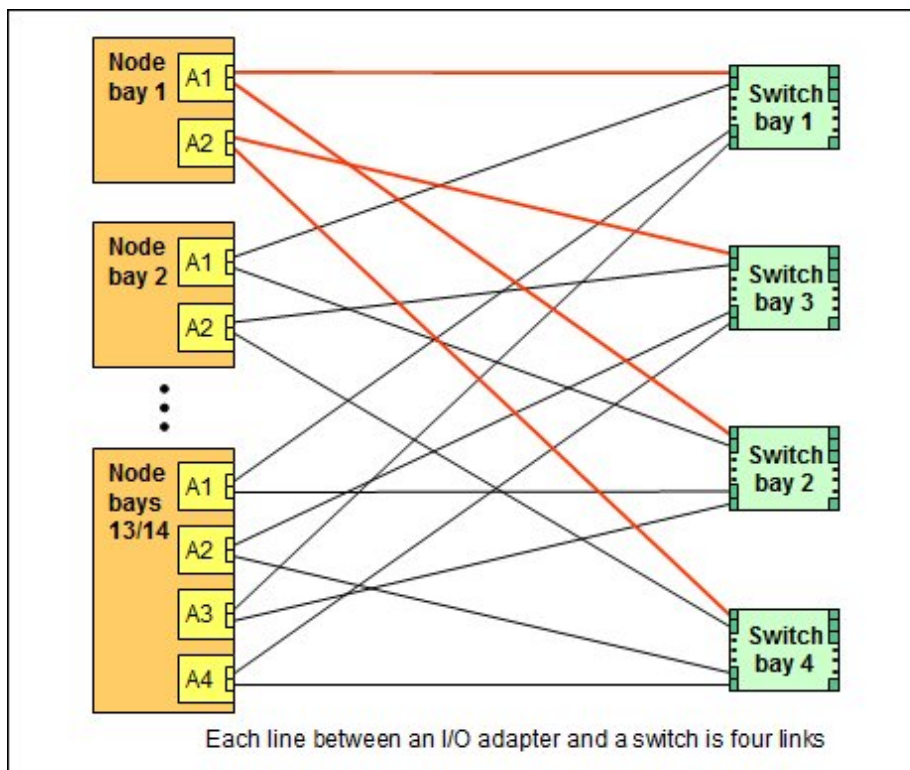 Node
bay 1
A1
A2
Node
bay 2
A1
A2
Node
bays
13/14
A1
A2
A3
A4
Switch
bay 1
Switch
bay 3
Switch
bay 2
Switch
bay 4
Each line between an I/O adapter and a switch is four links